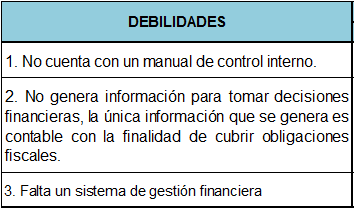 DEBILIDADES
1. No cuenta con un manual de control interno.
2. No genera información para tomar decisiones
financieras, la única información que se genera es
contable con la finalidad de cubrir obligaciones
fiscales.
3. Falta un sistema de gestión financiera